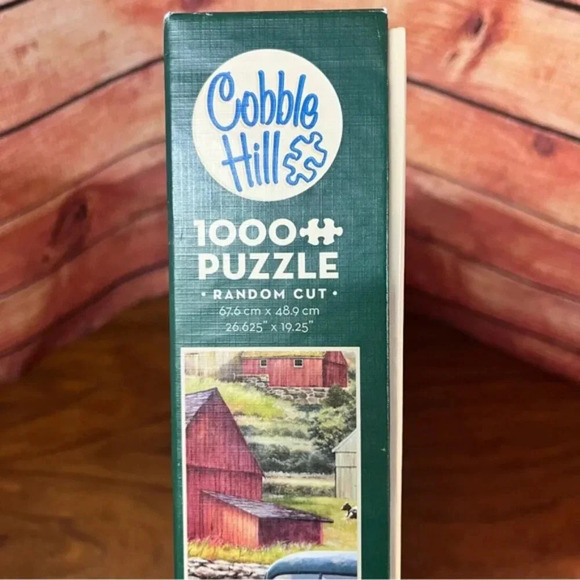 Cobble
Hill
1000
PUZZLE
• RANDOM CUT •
67.6 cm x 48.9 cm
26.625" x 19.25"